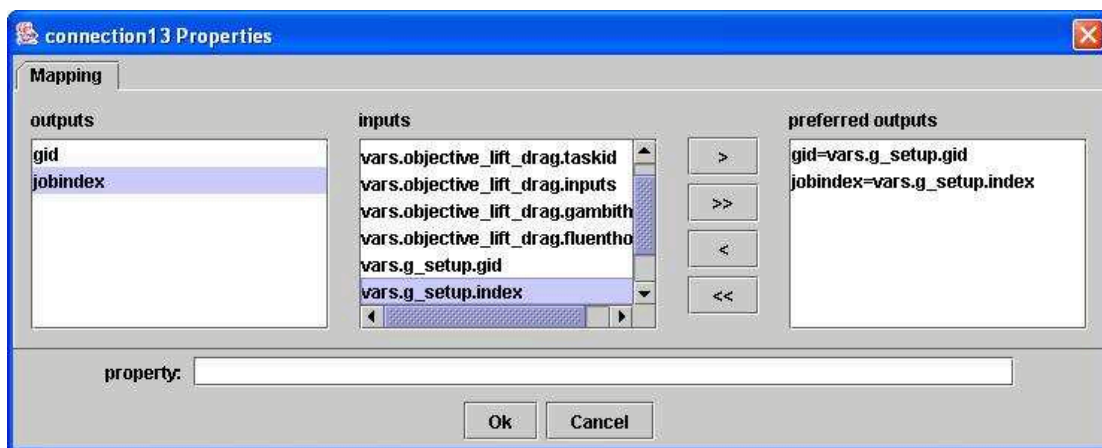 connection13 Properties
Mapping
outputs
gid
jobindex
inputs
vars.objective_lift_drag.taskid
vars.objective_lift_drag.inputs
vars.objective_lift_drag.gambith
vars.objective_lift_drag.fluentho
vars.g_setup.gid
vars.g_setup.index
>
>>
<
<<
preferred outputs
gid=vars.g_setup.gid
jobindex=vars.g_setup.index
property:
Ok Cancel